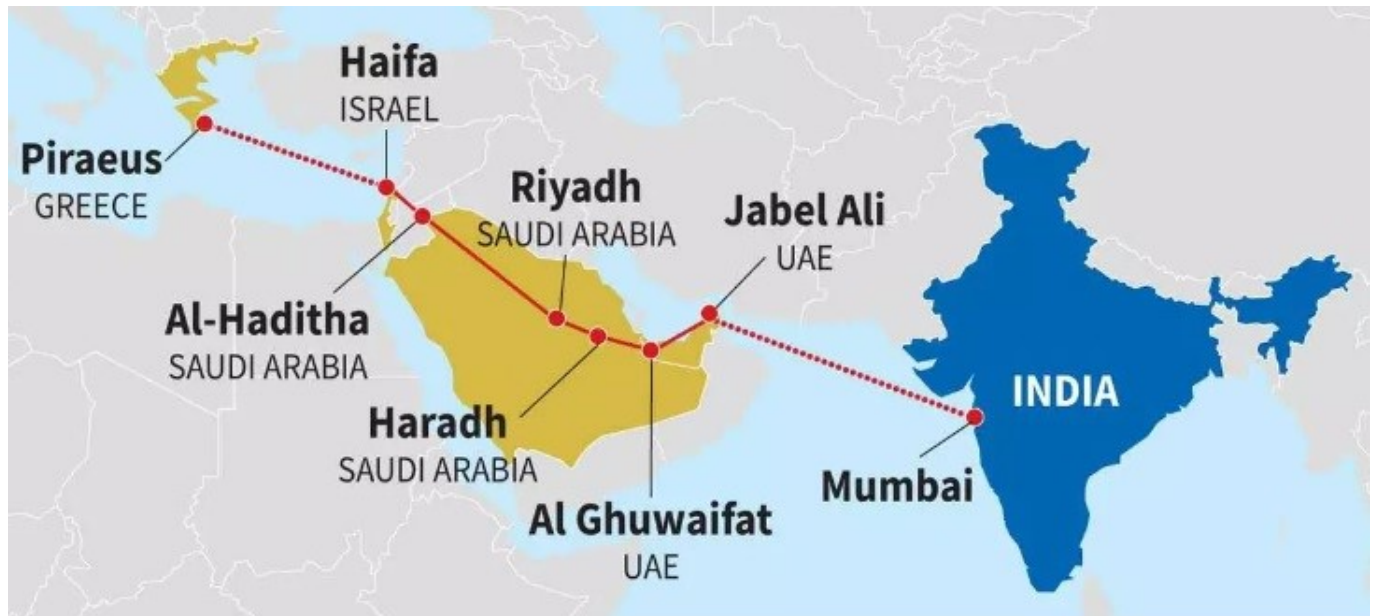 Haifa
ISRAEL
Piraeus
GREECE
Riyadh
SAUDI ARABIA
Jabel Ali
UAE
Al-Haditha
SAUDI ARABIA
Haradh
SAUDI ARABIA
Al Ghuwaifat
UAE
Mumbai
INDIA